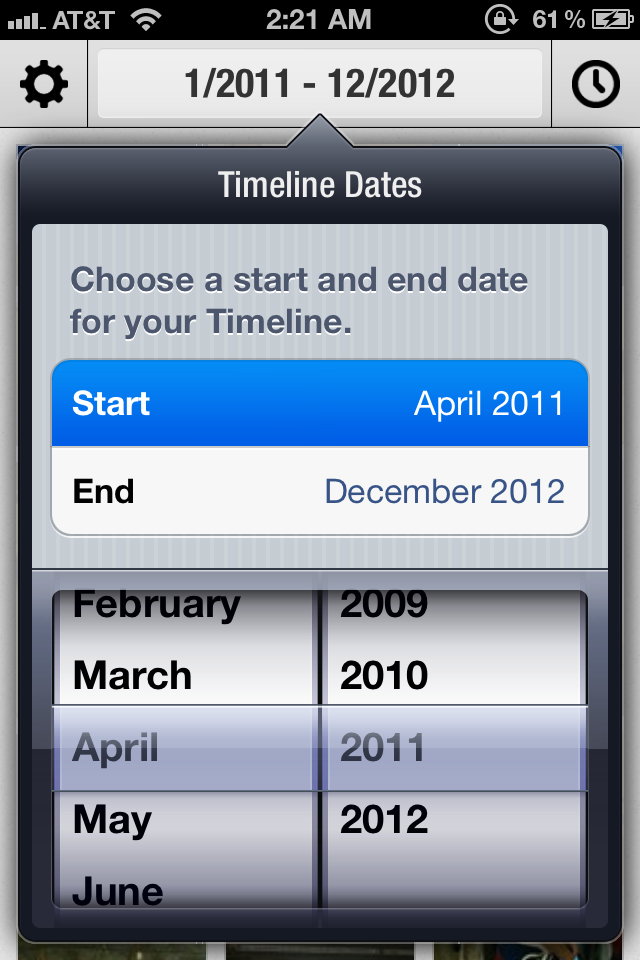 AT&T 2:21 AM 61 %
1/2011 - 12/2012
Timeline Dates
Choose a start and end date
for your Timeline.
Start April 2011
End December 2012
February 2009
March 2010
April 2011
May 2012
June